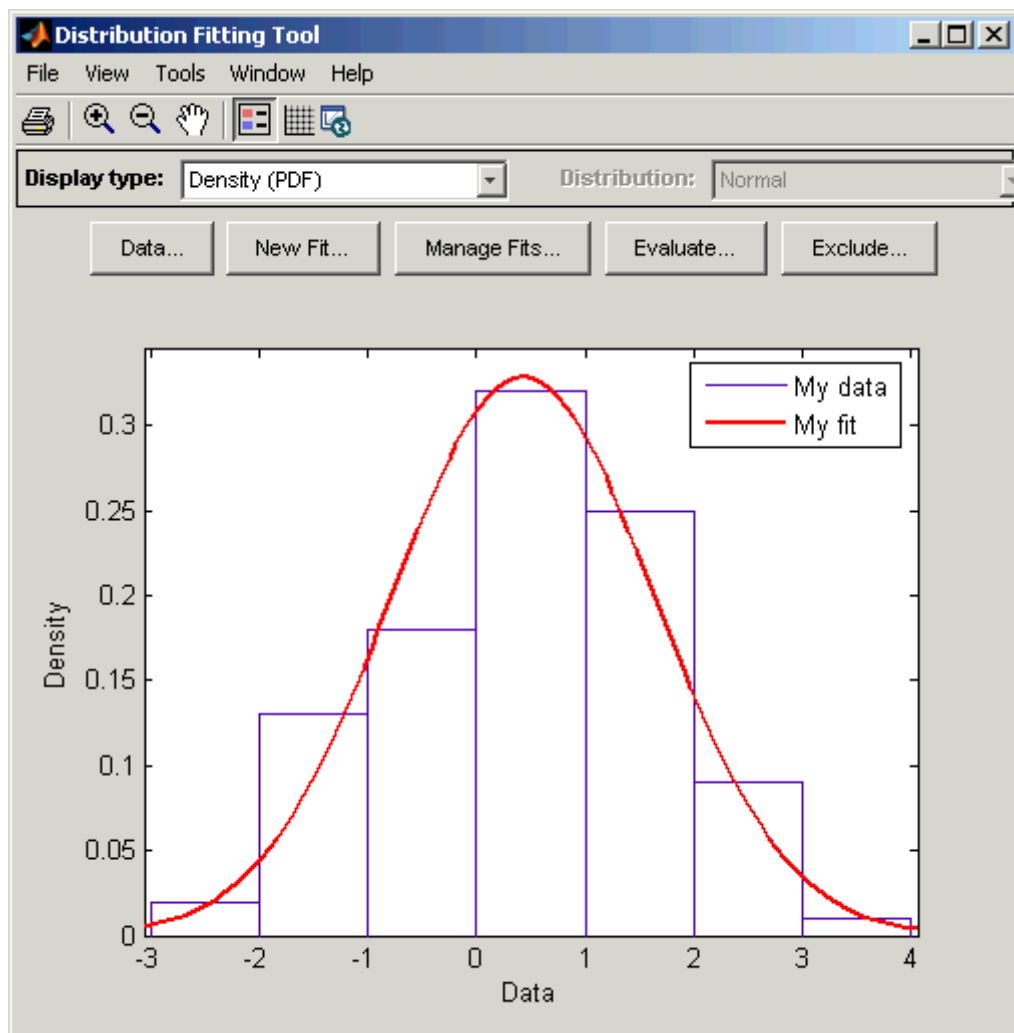 Distribution Fitting Tool
File View Tools Window Help
Display type: Density (PDF) Distribution: Normal
Data... New Fit... Manage Fits... Evaluate... Exclude...
My data
My fit
0.3
0.25
0.2
0.15
0.1
0.05
0
Density
-3 -2 -1 0 1 2 3 4
Data